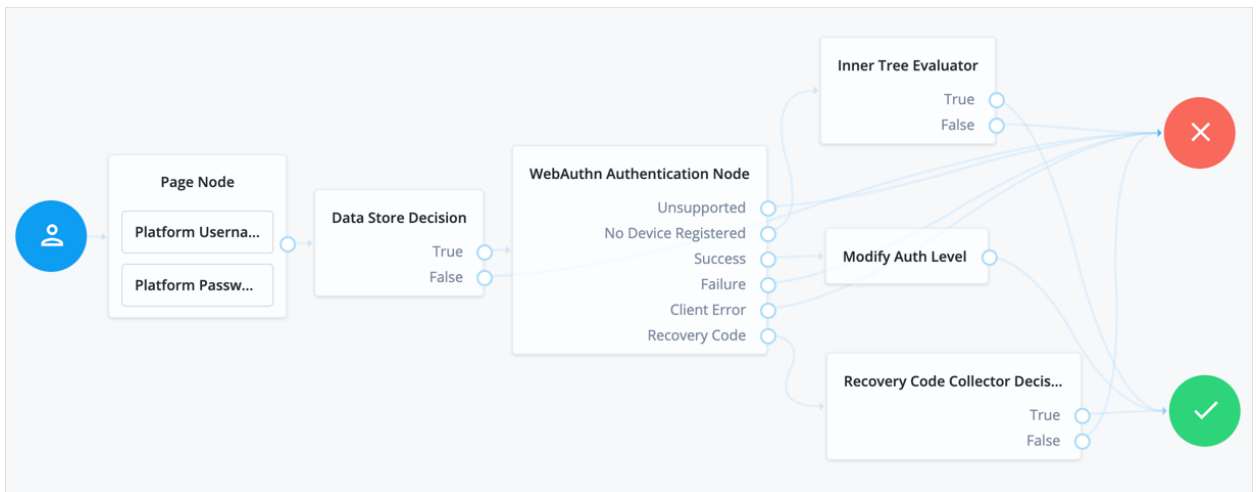 Page Node
Platform Userna...
Platform Passw...
Data Store Decision
True
False
WebAuthn Authentication Node
Unsupported
No Device Registered
Success
Failure
Client Error
Recovery Code
Inner Tree Evaluator
True
False
Modify Auth Level
Recovery Code Collector Decis...
True
False